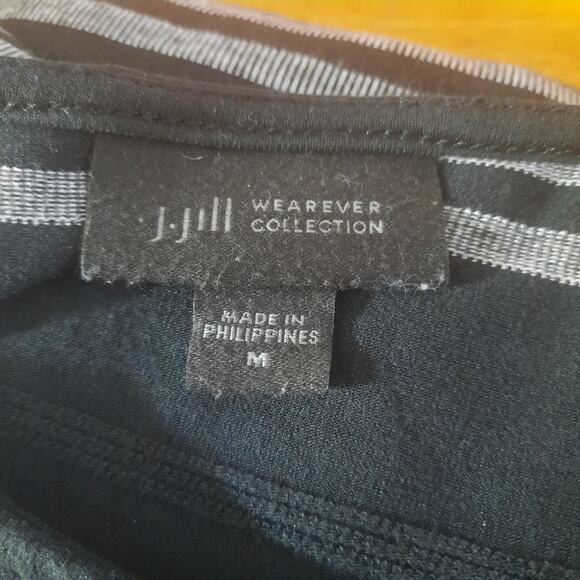 J.Jill WEAREVER
COLLECTION
MADE IN
PHILIPPINES
M